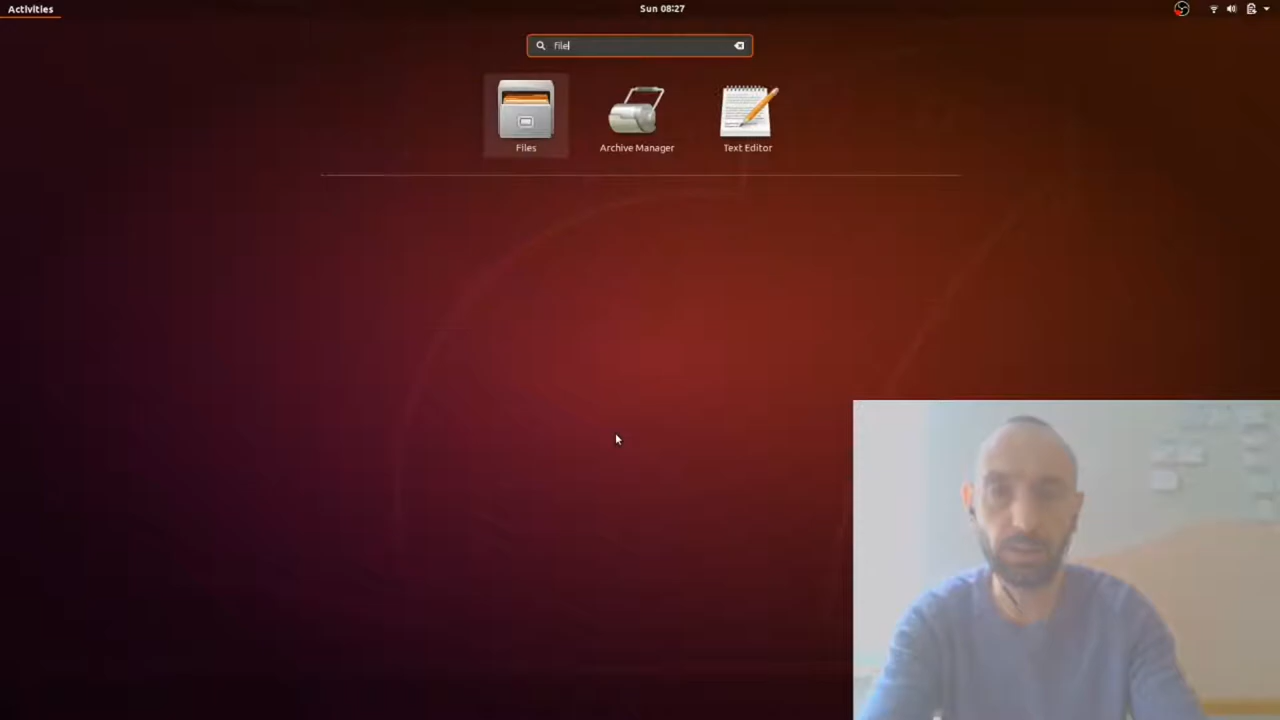 Activities
Sun 08:27
File
Files
Archive Manager
Text Editor